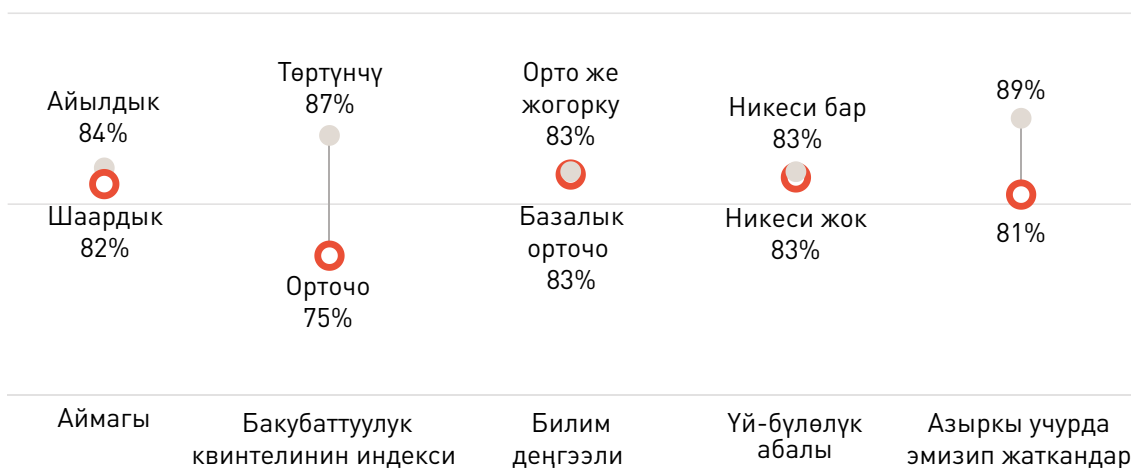 Айылдык
84%
Шаардык
82%
Төртүнчү
87%
Орточо
75%
Орто же
жогорку
83%
Базалык
орточо
83%
Никеси бар
83%
Никеси жок
83%
89%
81%
Аймагы
Бакубаттуулук
квинтелинин индекси
Билим
деңгээли
Үй-бүлөлүк
абалы
Азыркы учурда
эмизип жаткандар